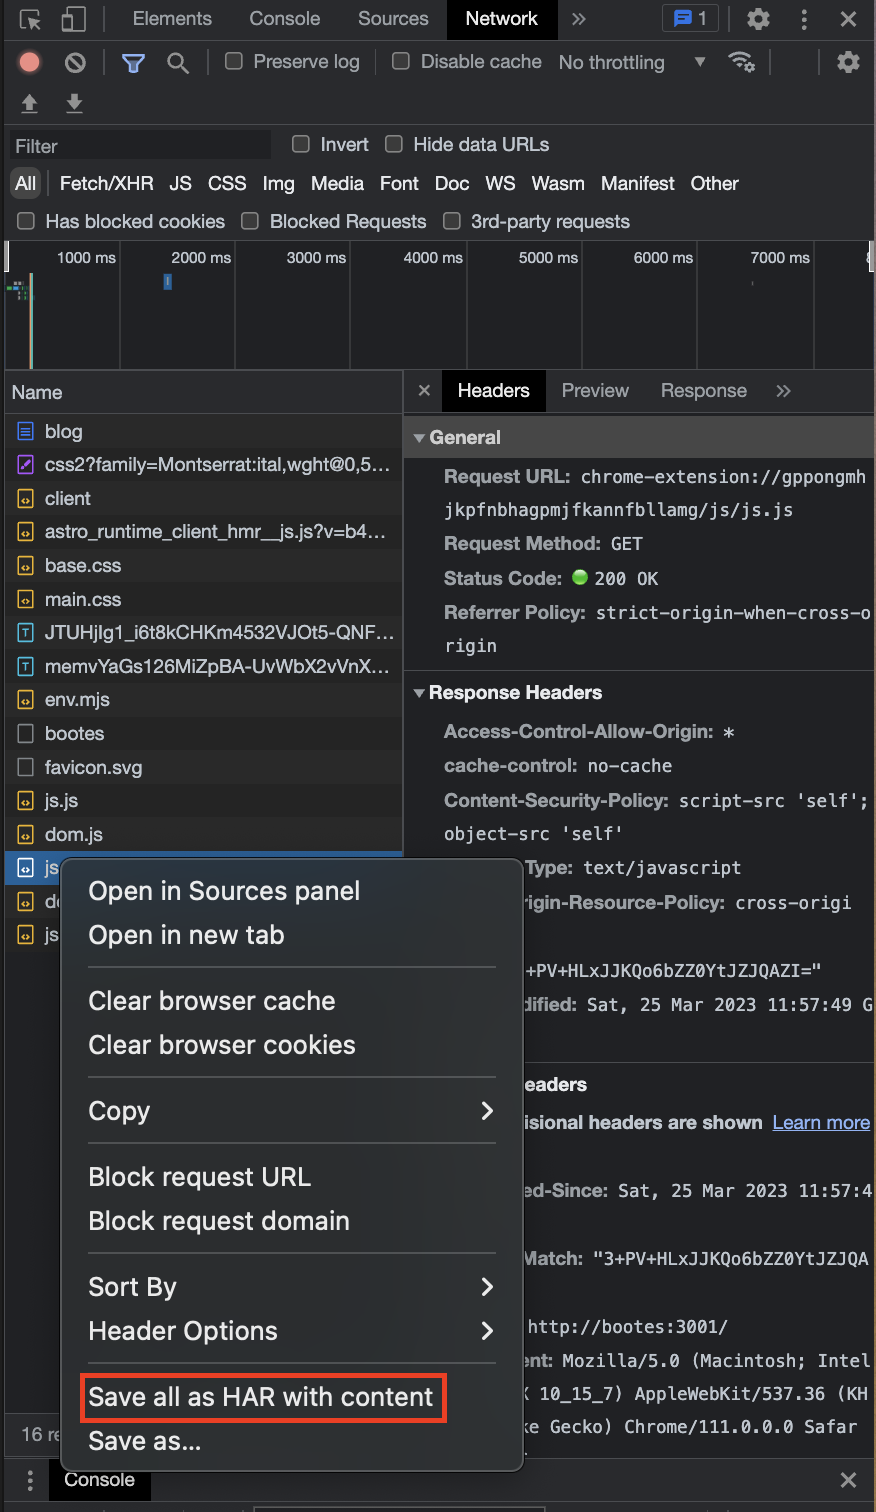 Elements Console Sources Network 1
Preserve log Disable cache No throttling
Filter Invert Hide data URLs
All Fetch/XHR JS CSS Img Media Font Doc WS Wasm Manifest Other
Has blocked cookies Blocked Requests 3rd-party requests
1000 ms 2000 ms 3000 ms 4000 ms 5000 ms 6000 ms 7000 ms
Name
blog
css2?family=Montserrat:ital,wght@0,5...
client
astro_runtime_client_hmr__js.js?v=b4...
base.css
main.css
JTUHjIg1_i6t8kCHKm4532VJOt5-QNF...
memvYaGs126MiZpBA-UvWbX2vVnX...
env.mjs
bootes
favicon.svg
js.js
dom.js
js
js
16
Headers Preview Response
General
Request URL: chrome-extension://gppongmh
jkpfnbhagpmjfkannfbllamg/js/js.js
Request Method: GET
Status Code: 200 OK
Referrer Policy: strict-origin-when-cross-o
rigin
Response Headers
Access-Control-Allow-Origin: *
cache-control: no-cache
Content-Security-Policy: script-src 'self';
object-src 'self'
Type: text/javascript
rigin-Resource-Policy: cross-origi
+PV+HLxJJKQo6bZZ0YtJZJQAZI="
dified: Sat, 25 Mar 2023 11:57:49 G
eaders
isional headers are shown Learn more
ed-Since: Sat, 25 Mar 2023 11:57:4
Match: "3+PV+HLxJJKQo6bZZ0YtJZJQA
http://bootes:3001/
ent: Mozilla/5.0 (Macintosh; Intel
X 10_15_7) AppleWebKit/537.36 (KH
ke Gecko) Chrome/111.0.0.0 Safar
Open in Sources panel
Open in new tab
Clear browser cache
Clear browser cookies
Copy
Block request URL
Block request domain
Sort By
Header Options
Save all as HAR with content
Save as...
Console